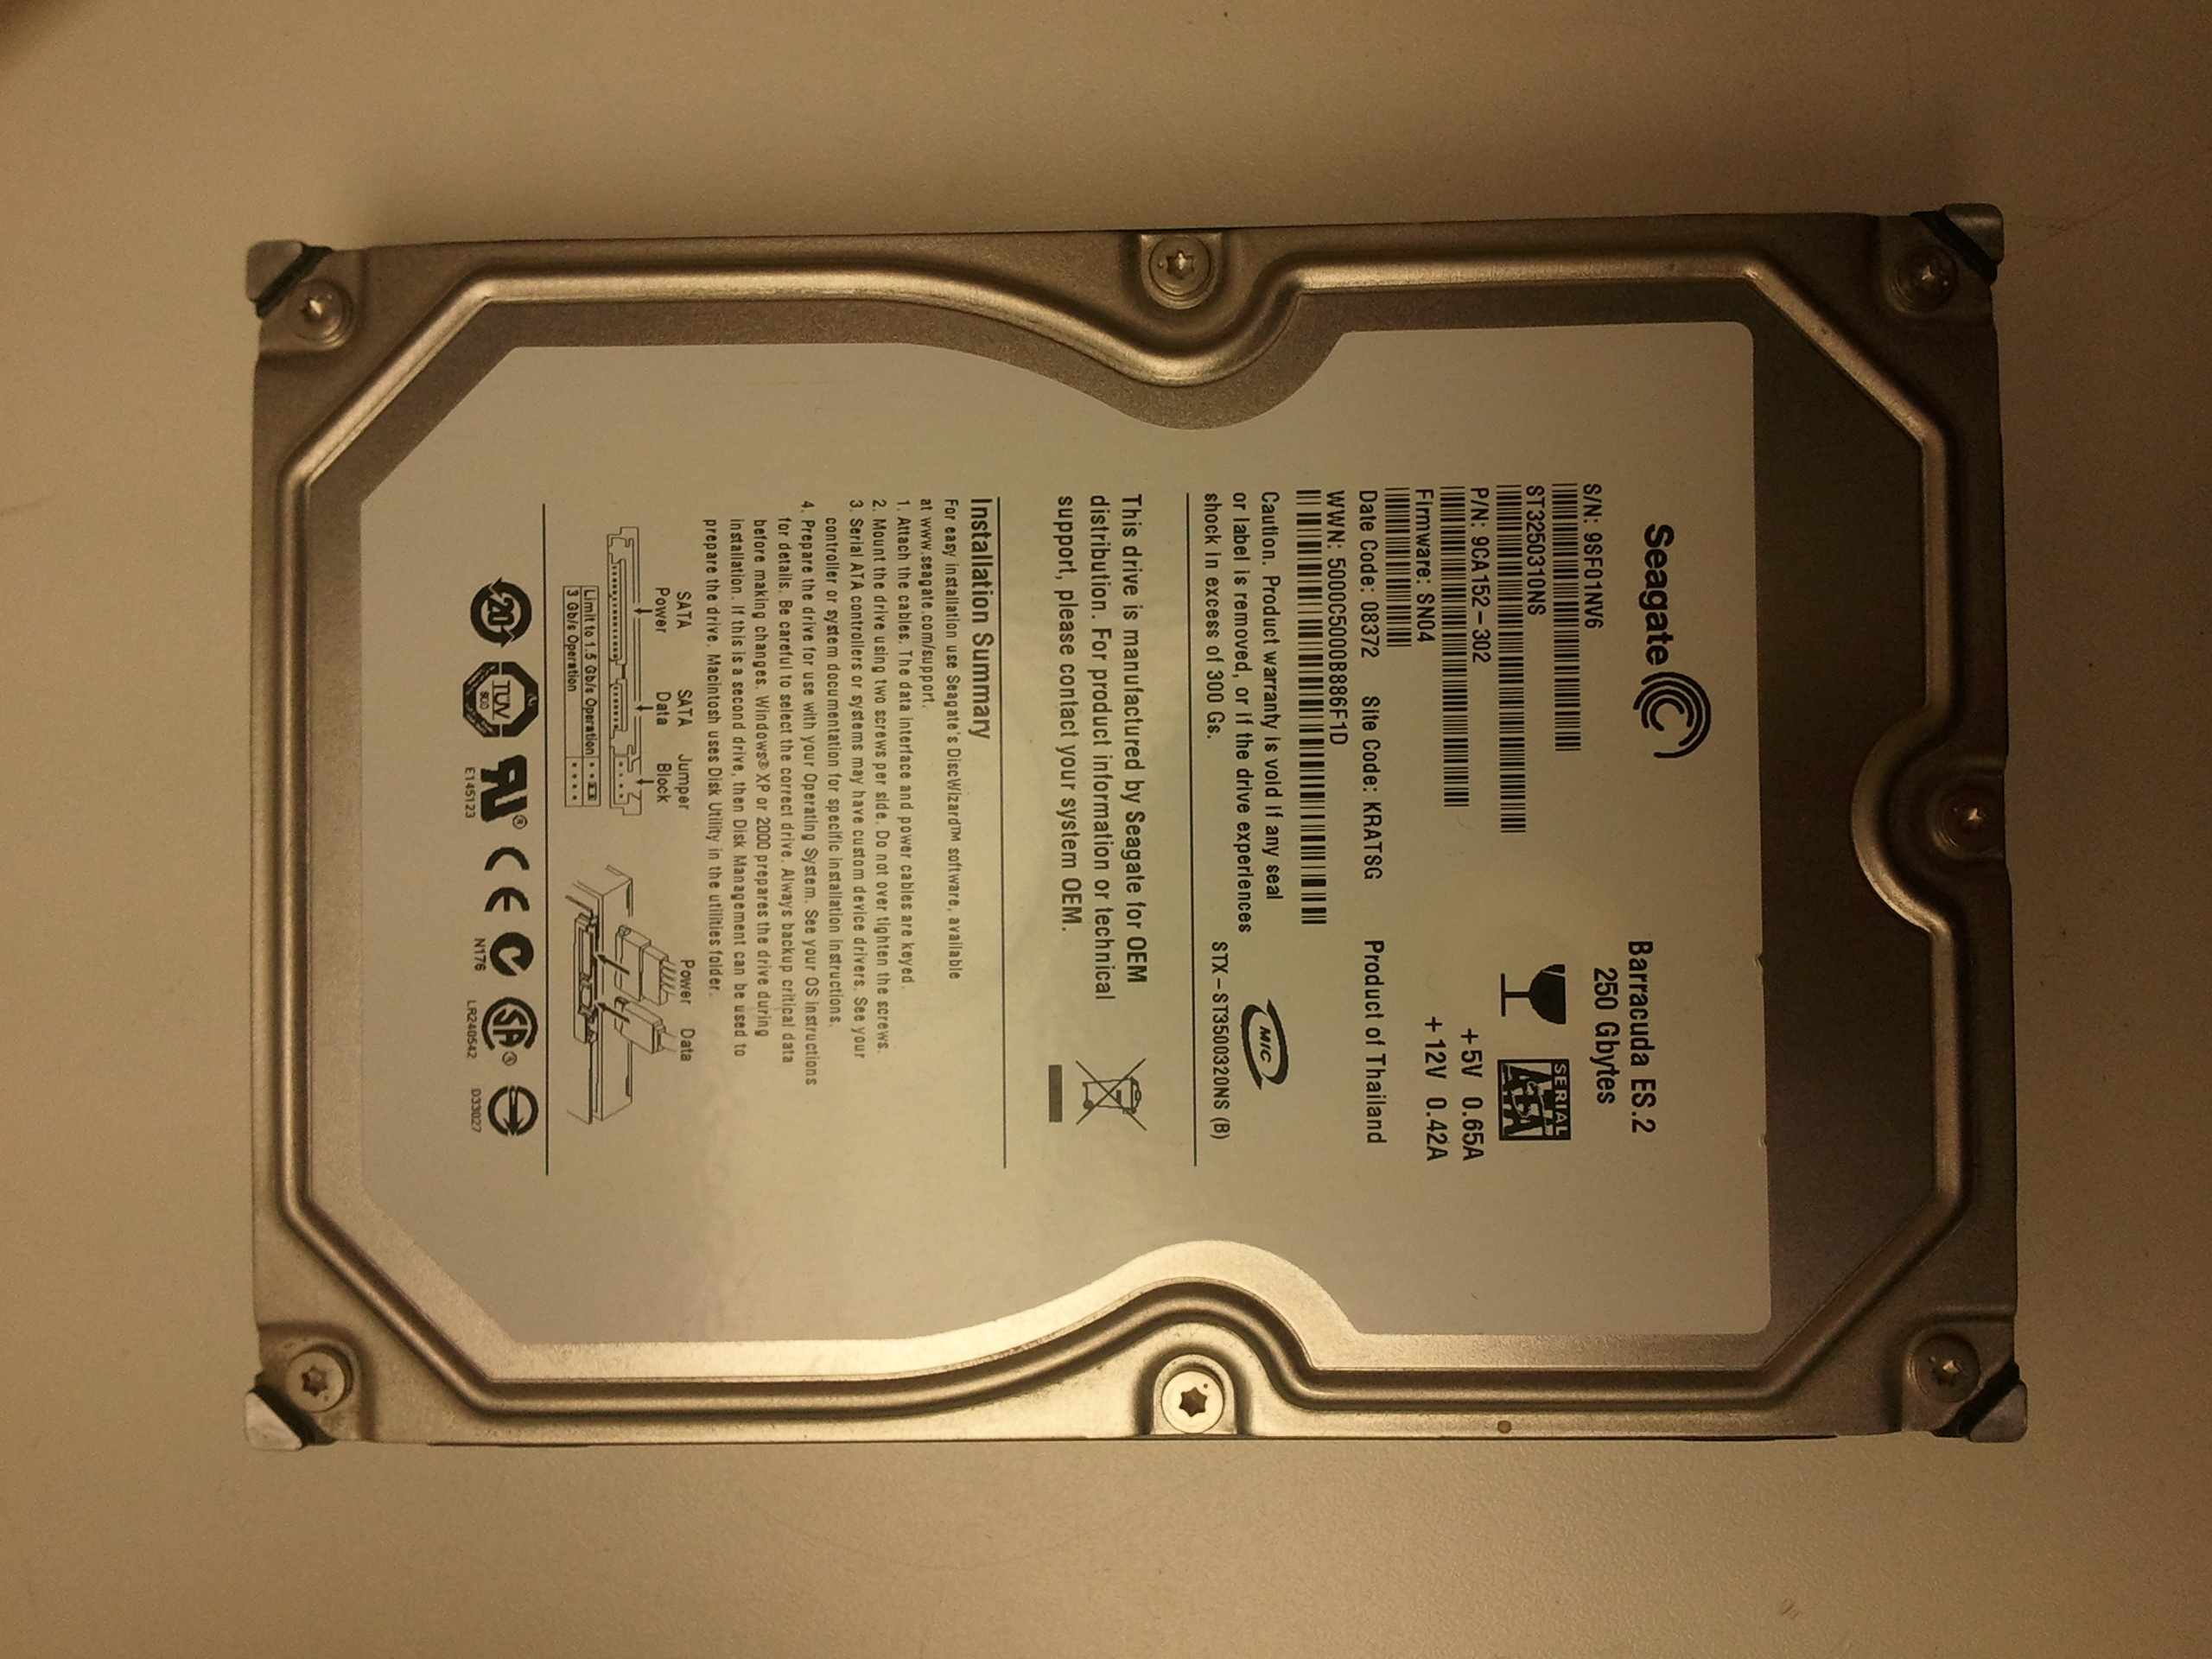 Seagate
Barracuda ES.2
250 Gbytes
S/N: 9SF01NV6
ST3250310NS
SERIAL
ATA
P/N: 9CA152-302
+5V 0.65A
Firmware: SN04
+12V 0.42A
Date Code: 08372 Site Code: KRATSG
Product of Thailand
WWN: 5000C5000B886F1D
Caution. Product warranty is void if any seal
or label is removed, or if the drive experiences
shock in excess of 300 Gs.
MIC
STX-ST3500320NS (B)
This drive is manufactured by Seagate for OEM
distribution. For product information or technical
support, please contact your system OEM.
Installation Summary
For easy installation use Seagate's DiscWizard™ software, available
at www.seagate.com/support.
1. Attach the cables. The data interface and power cables are keyed.
2. Mount the drive using two screws per side. Do not over tighten the screws.
3. Serial ATA controllers or systems may have custom device drivers. See your
controller or system documentation for specific installation instructions.
4. Prepare the drive for use with your Operating System. See your OS instructions
for details. Be careful to select the correct drive. Always backup critical data
before making changes. Windows® XP or 2000 prepares the drive during
installation. If this is a second drive, then Disk Management can be used to
prepare the drive. Macintosh uses Disk Utility in the utilities folder.
SATA Power
SATA Data
Jumper Block
Power Data
Limit to 1.5 Gb/s Operation
3 Gb/s Operation
20
TÜV
SÜD
E145123
CE
N176
LR240542
D33027